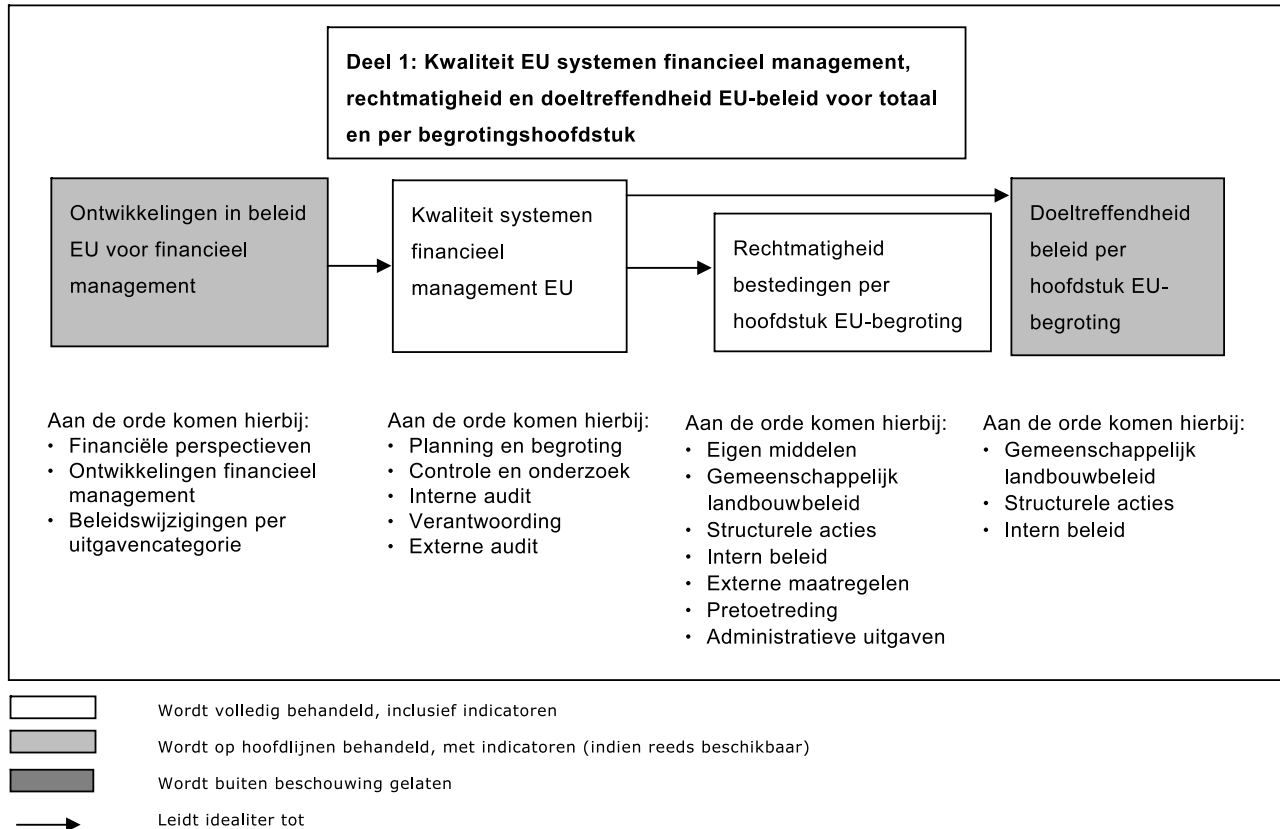 Deel 1: Kwaliteit EU systemen financieel management,
rechtmatigheid en doeltreffendheid EU-beleid voor totaal
en per begrotingshoofdstuk
Ontwikkelingen in beleid
EU voor financieel
management
Kwaliteit systemen
financieel
management EU
Rechtmatigheid
bestedingen per
hoofdstuk EU-begroting
Doeltreffendheid
beleid per
hoofdstuk EU-
begroting
Aan de orde komen hierbij:
• Financiële perspectieven
• Ontwikkelingen financieel
management
• Beleidswijzigingen per
uitgavencategorie
Aan de orde komen hierbij:
• Planning en begroting
• Controle en onderzoek
• Interne audit
• Verantwoording
• Externe audit
Aan de orde komen hierbij:
• Eigen middelen
• Gemeenschappelijk
landbouwbeleid
• Structurele acties
• Intern beleid
• Externe maatregelen
• Pretoetreding
• Administratieve uitgaven
Aan de orde komen hierbij:
• Gemeenschappelijk
landbouwbeleid
• Structurele acties
• Intern beleid
Wordt volledig behandeld, inclusief indicatoren
Wordt op hoofdlijnen behandeld, met indicatoren (indien reeds beschikbaar)
Wordt buiten beschouwing gelaten
Leidt idealiter tot